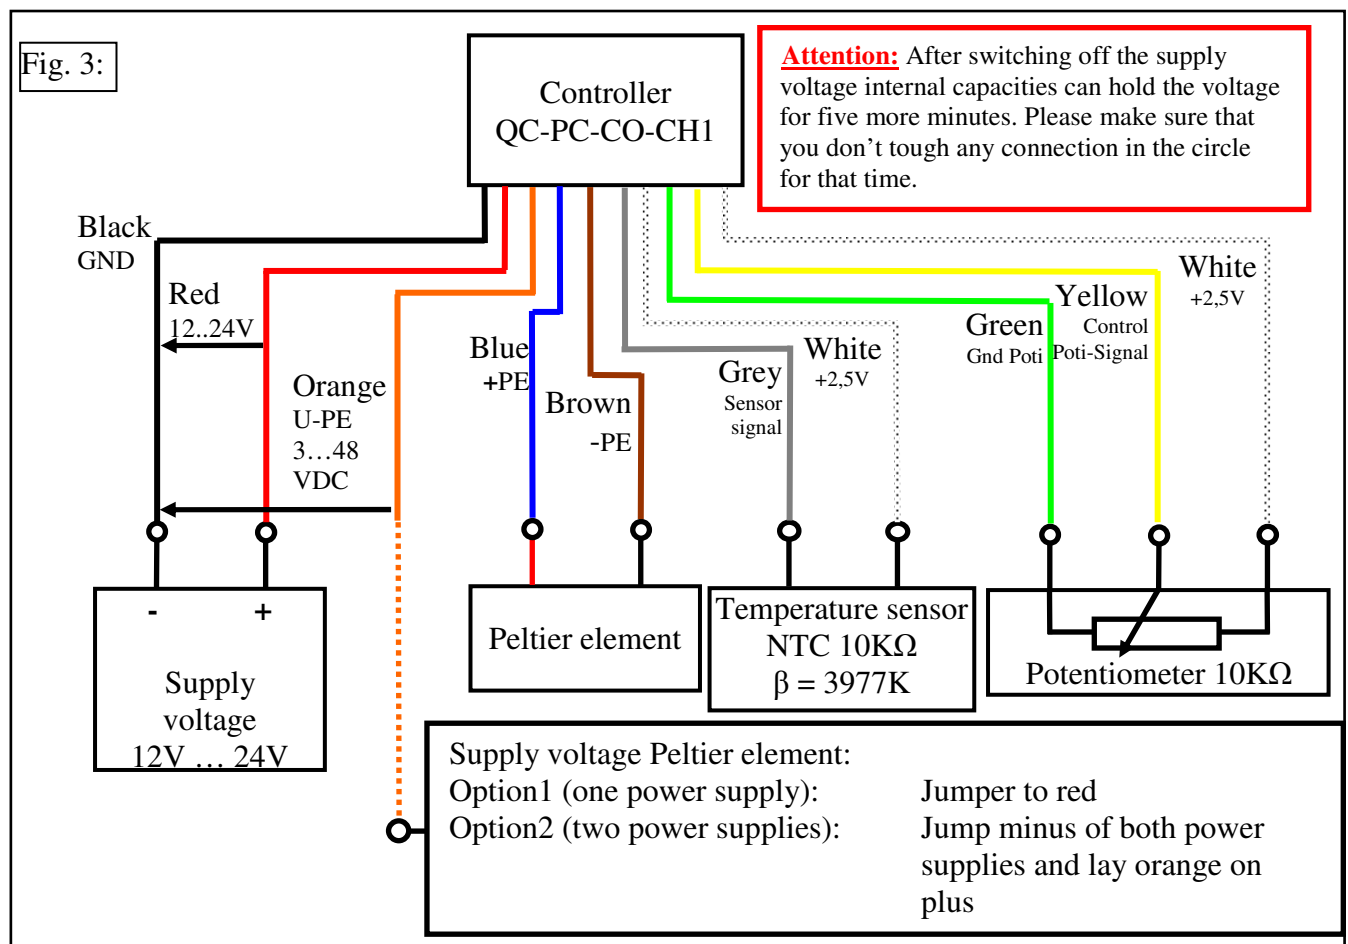 Fig. 3:
Controller
QC-PC-CO-CH1
Attention: After switching off the supply
voltage internal capacities can hold the voltage
for five more minutes. Please make sure that
you don’t tough any connection in the circle
for that time.
Black
GND
Red
12..24V
Orange
U-PE
3…48
VDC
Blue
+PE
Brown
-PE
Grey
Sensor
signal
White
+2,5V
Green
Gnd Poti
Yellow
Control
Poti-Signal
White
+2,5V
- +
Supply
voltage
12V … 24V
Peltier element
Temperature sensor
NTC 10KΩ
β = 3977K
Potentiometer 10KΩ
Supply voltage Peltier element:
Option1 (one power supply): Jumper to red
Option2 (two power supplies): Jump minus of both power
supplies and lay orange on
plus